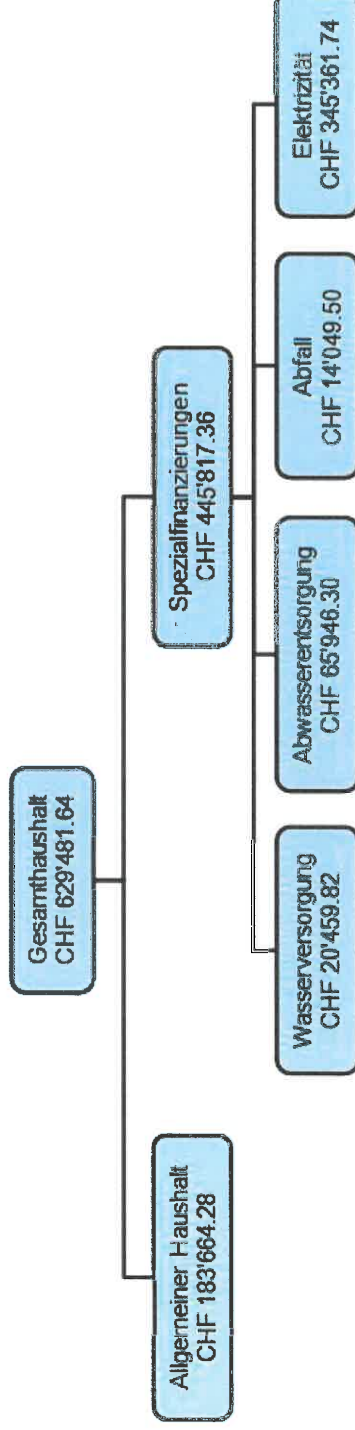 Gesamthaushalt
CHF 629'481.64
Allgemeiner Haushalt
CHF 183'664.28
Spezialfinanzierungen
CHF 445'817.36
Wasserversorgung
CHF 20'459.82
Abwasserentsorgung
CHF 65'946.30
Abfall
CHF 14'049.50
Elektrizität
CHF 345'361.74